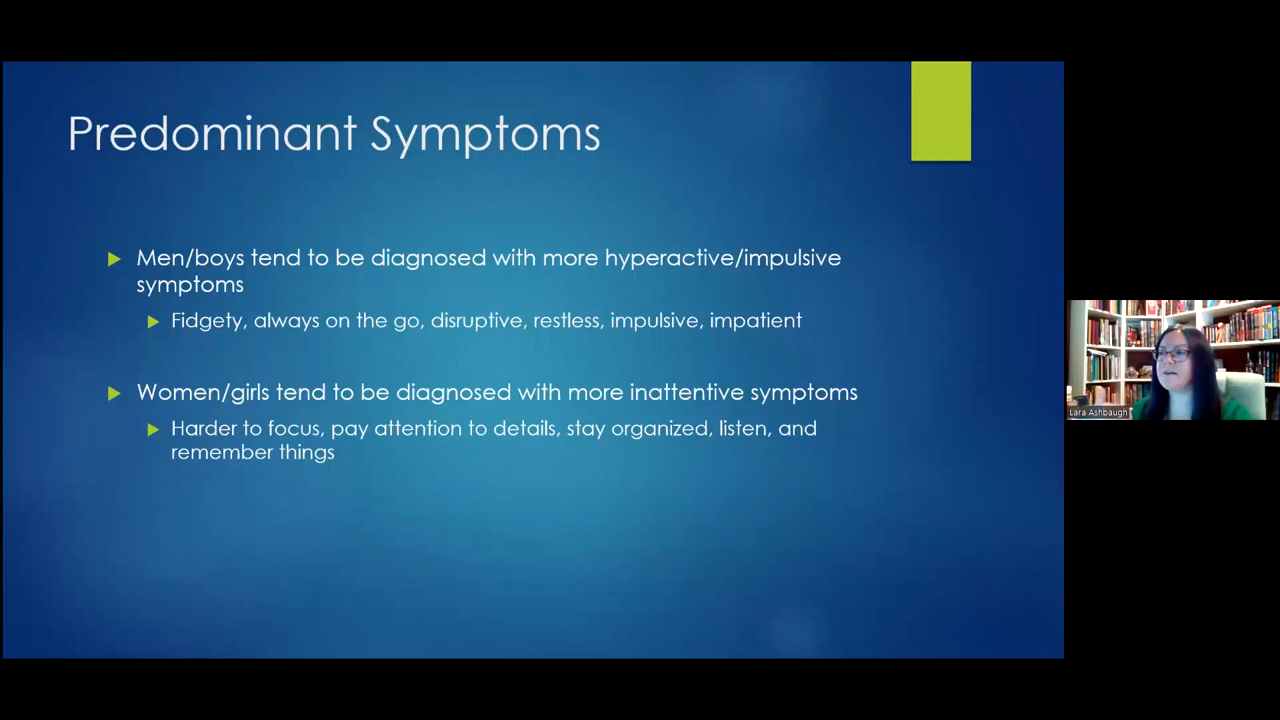 Predominant Symptoms
Men/boys tend to be diagnosed with more hyperactive/impulsive
symptoms
Fidgety, always on the go, disruptive, restless, impulsive, impatient
Women/girls tend to be diagnosed with more inattentive symptoms
Harder to focus, pay attention to details, stay organized, listen, and
remember things
Lara Ashbaugh